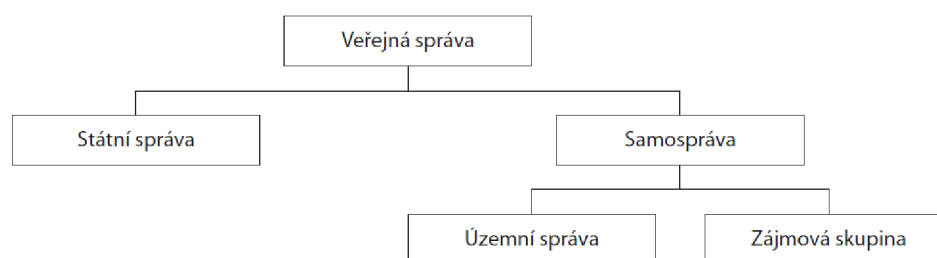 Veřejná správa
Státní správa
Samospráva
Územní správa
Zájmová skupina